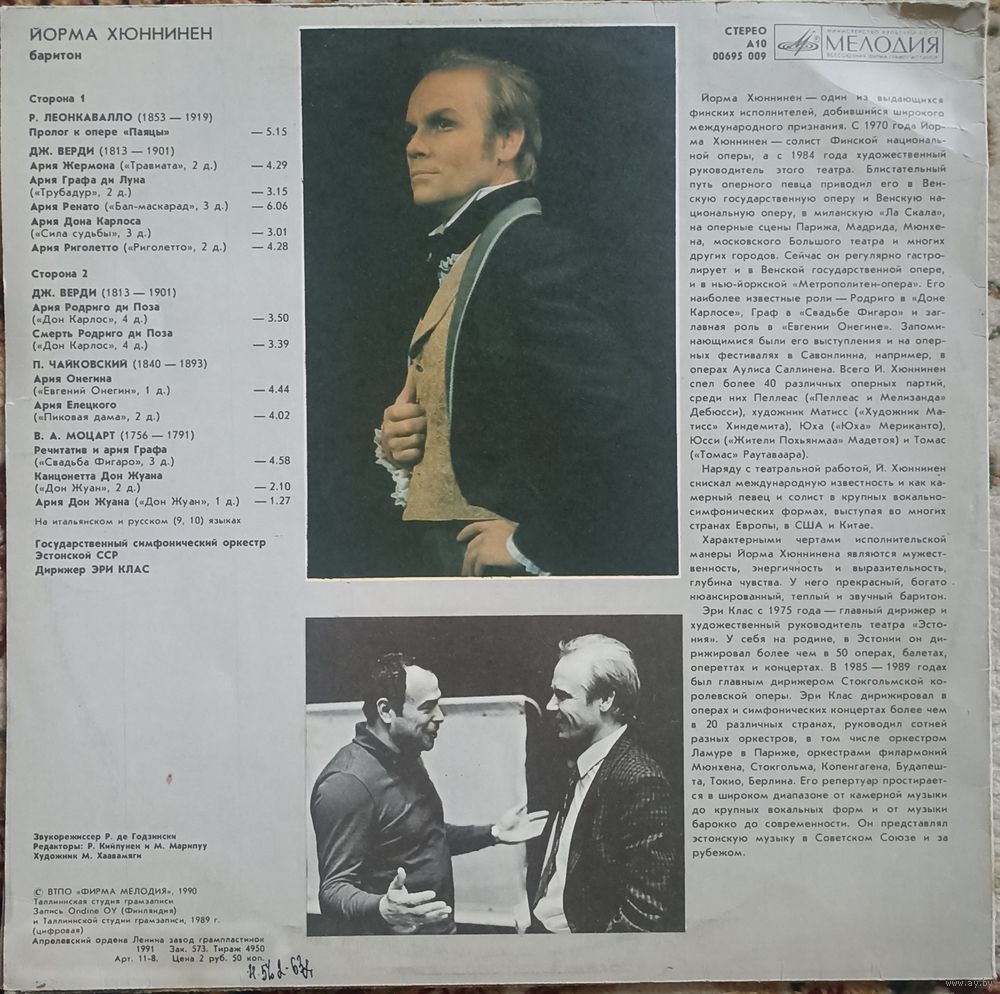 ЙОРМА ХЮННИНЕН
баритон
Сторона 1
Р. ЛЕОНКАВАЛЛО (1853 — 1919)
Пролог к опере «Паяцы» — 5.15
ДЖ. ВЕРДИ (1813 — 1901)
Ария Жермона («Травиата», 2 д.) — 4.29
Ария Графа ди Луна
(«Трубадур», 2 д.) — 3.15
Ария Ренато («Бал-маскарад», 3 д.) — 6.06
Ария Дона Карлоса
(«Сила судьбы», 3 д.) — 3.01
Ария Риголетто («Риголетто», 2 д.) — 4.28
Сторона 2
ДЖ. ВЕРДИ (1813 — 1901)
Ария Родриго ди Поза
(«Дон Карлос», 4 д.) — 3.50
Смерть Родриго ди Поза
(«Дон Карлос», 4 д.) — 3.39
П. ЧАЙКОВСКИЙ (1840 — 1893)
Ария Онегина
(«Евгений Онегин», 1 д.) — 4.44
Ария Елецкого
(«Пиковая дама», 2 д.) — 4.02
В. А. МОЦАРТ (1756 — 1791)
Речитатив и ария Графа
(«Свадьба Фигаро», 3 д.) — 4.58
Канцонетта Дон Жуана
(«Дон Жуан», 2 д.) — 2.10
Ария Дон Жуана («Дон Жуан», 1 д.) — 1.27
На итальянском и русском (9, 10) языках
Государственный симфонический оркестр
Эстонской ССР
Дирижер ЭРИ КЛАС
Звукорежиссер Р. де Годзински
Редакторы: Р. Кийлунен и М. Марипуу
Художник М. Хаавамяги
© ВТПО «ФИРМА МЕЛОДИЯ», 1990
Таллиннская студия грамзаписи
Запись Ondine OY (Финляндия)
и Таллиннской студии грамзаписи, 1989 г.
(цифровая)
Апрелевский ордена Ленина завод грампластинок
1991 Зак. 573. Тираж 4950
Арт. 11-8. Цена 2 руб. 50 коп.
СТЕРЕО
А10
00695 009
МИНИСТЕРСТВО КУЛЬТУРЫ СССР
МЕЛОДИЯ
ВСЕСОЮЗНАЯ ФИРМА ГРАМПЛАСТИНОК
Йорма Хюннинен — один из выдающихся
финских исполнителей, добившийся широкого
международного признания. С 1970 года Йор-
ма Хюннинен — солист Финской националь-
ной оперы, а с 1984 года художественный
руководитель этого театра. Блистательный
путь оперного певца приводил его в Вен-
скую государственную оперу и Венскую на-
циональную оперу, в миланскую «Ла Скала»,
на оперные сцены Парижа, Мадрида, Мюнхе-
на, московского Большого театра и многих
других городов. Сейчас он регулярно гастро-
лирует и в Венской государственной опере,
и в нью-йоркской «Метрополитен-опера». Его
наиболее известные роли — Родриго в «Доне
Карлосе», Граф в «Свадьбе Фигаро» и заг-
лавная роль в «Евгении Онегине». Запоми-
нающимися были его выступления и на опер-
ных фестивалях в Савонлинна, например, в
операх Аулиса Саллинена. Всего Й. Хюннинен
спел более 40 различных оперных партий,
среди них Пеллеас («Пеллеас и Мелизанда»
Дебюсси), художник Матисс («Художник Ма-
тисс» Хиндемита), Юха («Юха» Мериканто),
Юсси («Жители Похьянмаа» Мадетоя) и Томас
(«Томас» Раутаваара).
Наряду с театральной работой, Й. Хюннинен
снискал международную известность и как ка-
мерный певец и солист в крупных вокально-
симфонических формах, выступая во многих
странах Европы, в США и Китае.
Характерными чертами исполнительской
манеры Йорма Хюннинена являются мужест-
венность, энергичность и выразительность,
глубина чувства. У него прекрасный, богато
нюансированный, теплый и звучный баритон.
Эри Клас с 1975 года — главный дирижер и
художественный руководитель театра «Эсто-
ния». У себя на родине, в Эстонии он ди-
рижировал более чем в 50 операх, балетах,
опереттах и концертах. В 1985 — 1989 годах
был главным дирижером Стокгольмской ко-
ролевской оперы. Эри Клас дирижировал в
операх и симфонических концертах более чем
в 20 различных странах, руководил сотней
разных оркестров, в том числе оркестром
Ламуре в Париже, оркестрами филармоний
Мюнхена, Стокгольма, Копенгагена, Будапеш-
та, Токио, Берлина. Его репертуар простирает-
ся в широком диапазоне от камерной музыки
до крупных вокальных форм и от музыки
барокко до современности. Он представлял
эстонскую музыку в Советском Союзе и за
рубежом.
www.ay.by